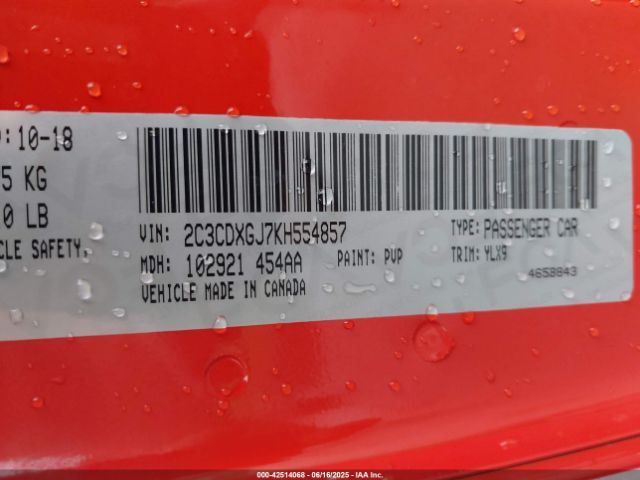 D: 10-18
5 KG
0 LB
ICLE SAFETY,
VIN: 2C3CDXGJ7KH554857
TYPE: PASSENGER CAR
MDH: 102921 454AA
PAINT: PVP
TRIM: YLX9
VEHICLE MADE IN CANADA
4658843
000-42514068 - 06/16/2025 - IAA Inc.